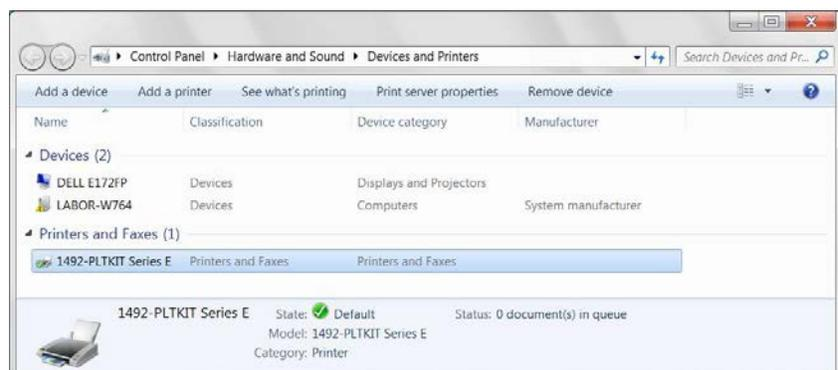 Control Panel ▸ Hardware and Sound ▸ Devices and Printers Search Devices and Pr...
Add a device Add a printer See what's printing Print server properties Remove device
Name Classification Device category Manufacturer
Devices (2)
DELL E172FP Devices Displays and Projectors
LABOR-W764 Devices Computers System manufacturer
Printers and Faxes (1)
1492-PLTKIT Series E Printers and Faxes Printers and Faxes
1492-PLTKIT Series E State: Default Status: 0 document(s) in queue
Model: 1492-PLTKIT Series E
Category: Printer